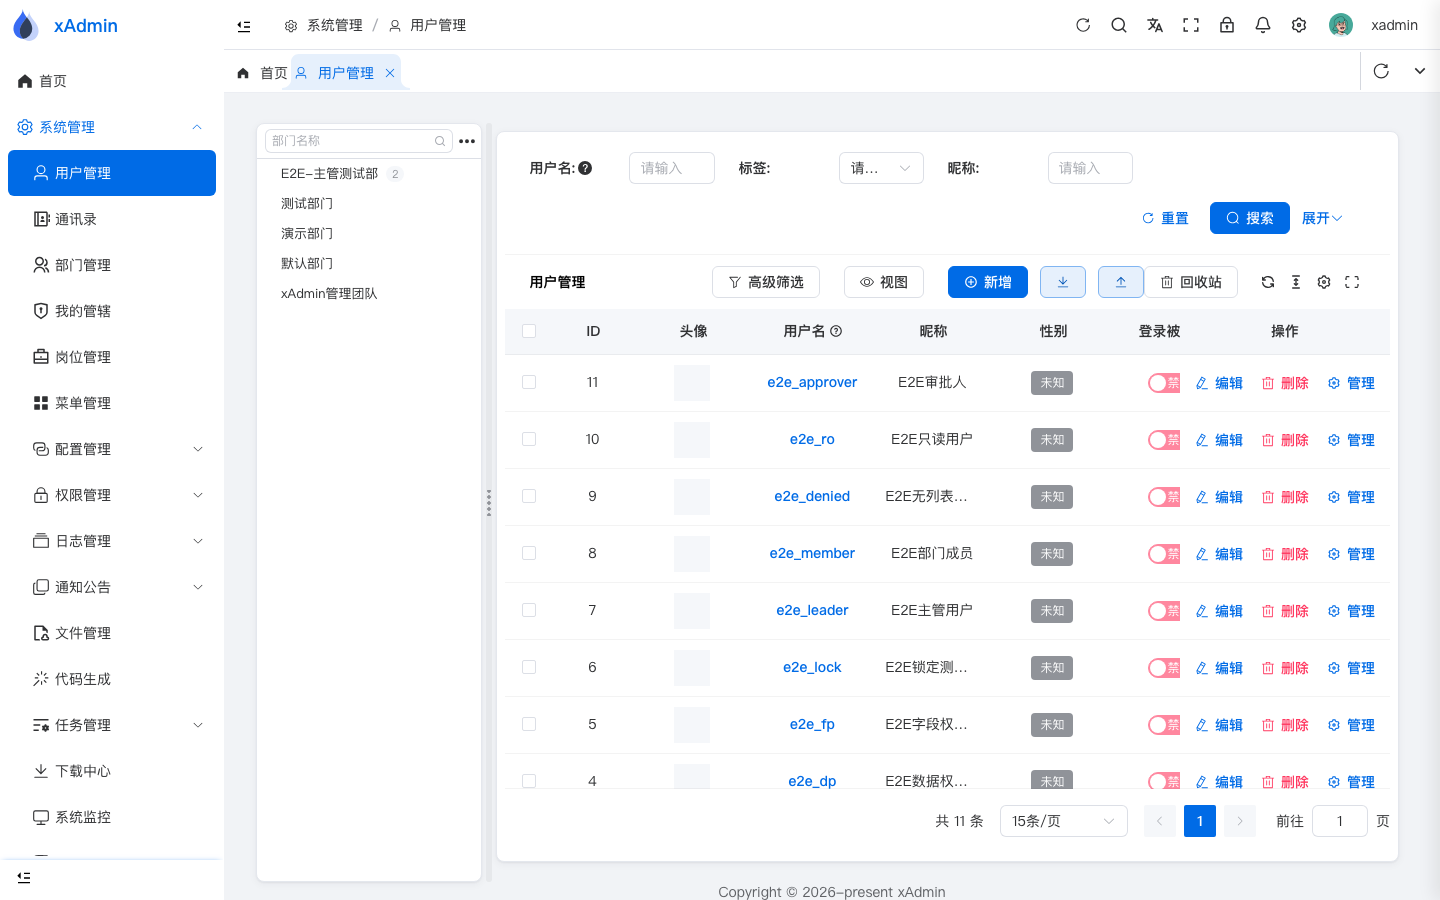 xAdmin
系统管理 / 用户管理
xadmin
首页
用户管理
首页
系统管理
用户管理
通讯录
部门管理
我的管辖
岗位管理
菜单管理
配置管理
权限管理
日志管理
通知公告
文件管理
代码生成
任务管理
下载中心
系统监控
部门名称
E2E-主管测试部 2
测试部门
演示部门
默认部门
xAdmin管理团队
用户名: 请输入 标签: 请... 昵称: 请输入
重置 搜索 展开
用户管理 高级筛选 视图 新增 回收站
ID 头像 用户名 昵称 性别 登录被 操作
11 e2e_approver E2E审批人 未知 禁 编辑 删除 管理
10 e2e_ro E2E只读用户 未知 禁 编辑 删除 管理
9 e2e_denied E2E无列表... 未知 禁 编辑 删除 管理
8 e2e_member E2E部门成员 未知 禁 编辑 删除 管理
7 e2e_leader E2E主管用户 未知 禁 编辑 删除 管理
6 e2e_lock E2E锁定测... 未知 禁 编辑 删除 管理
5 e2e_fp E2E字段权... 未知 禁 编辑 删除 管理
4 e2e_dp E2E数据权... 未知 禁 编辑 删除 管理
共 11 条 15条/页 1 前往 1 页
Copyright © 2026-present xAdmin